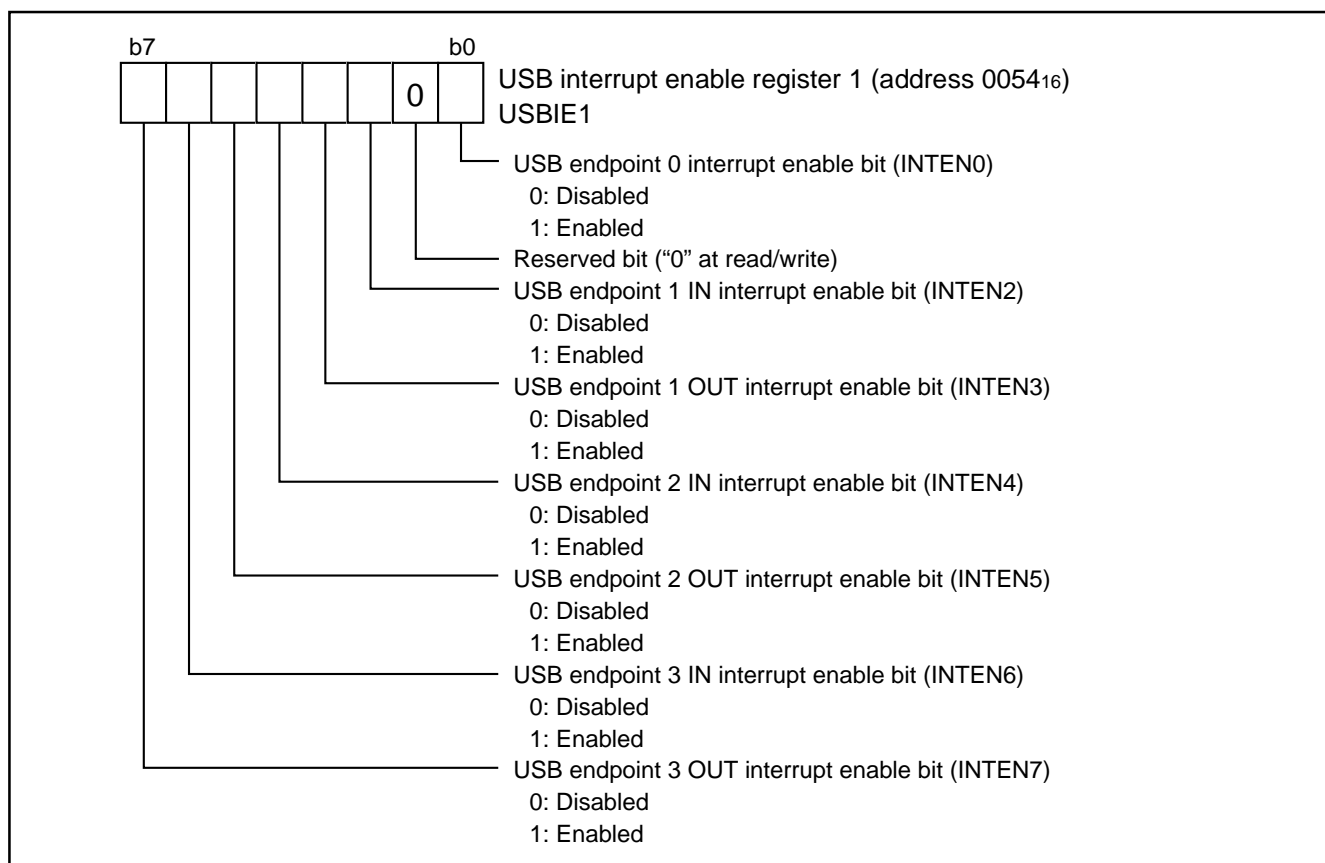 b7 b0
0
USB interrupt enable register 1 (address 0054₁₆)
USBIE1
USB endpoint 0 interrupt enable bit (INTEN0)
0: Disabled
1: Enabled
Reserved bit (“0” at read/write)
USB endpoint 1 IN interrupt enable bit (INTEN2)
0: Disabled
1: Enabled
USB endpoint 1 OUT interrupt enable bit (INTEN3)
0: Disabled
1: Enabled
USB endpoint 2 IN interrupt enable bit (INTEN4)
0: Disabled
1: Enabled
USB endpoint 2 OUT interrupt enable bit (INTEN5)
0: Disabled
1: Enabled
USB endpoint 3 IN interrupt enable bit (INTEN6)
0: Disabled
1: Enabled
USB endpoint 3 OUT interrupt enable bit (INTEN7)
0: Disabled
1: Enabled